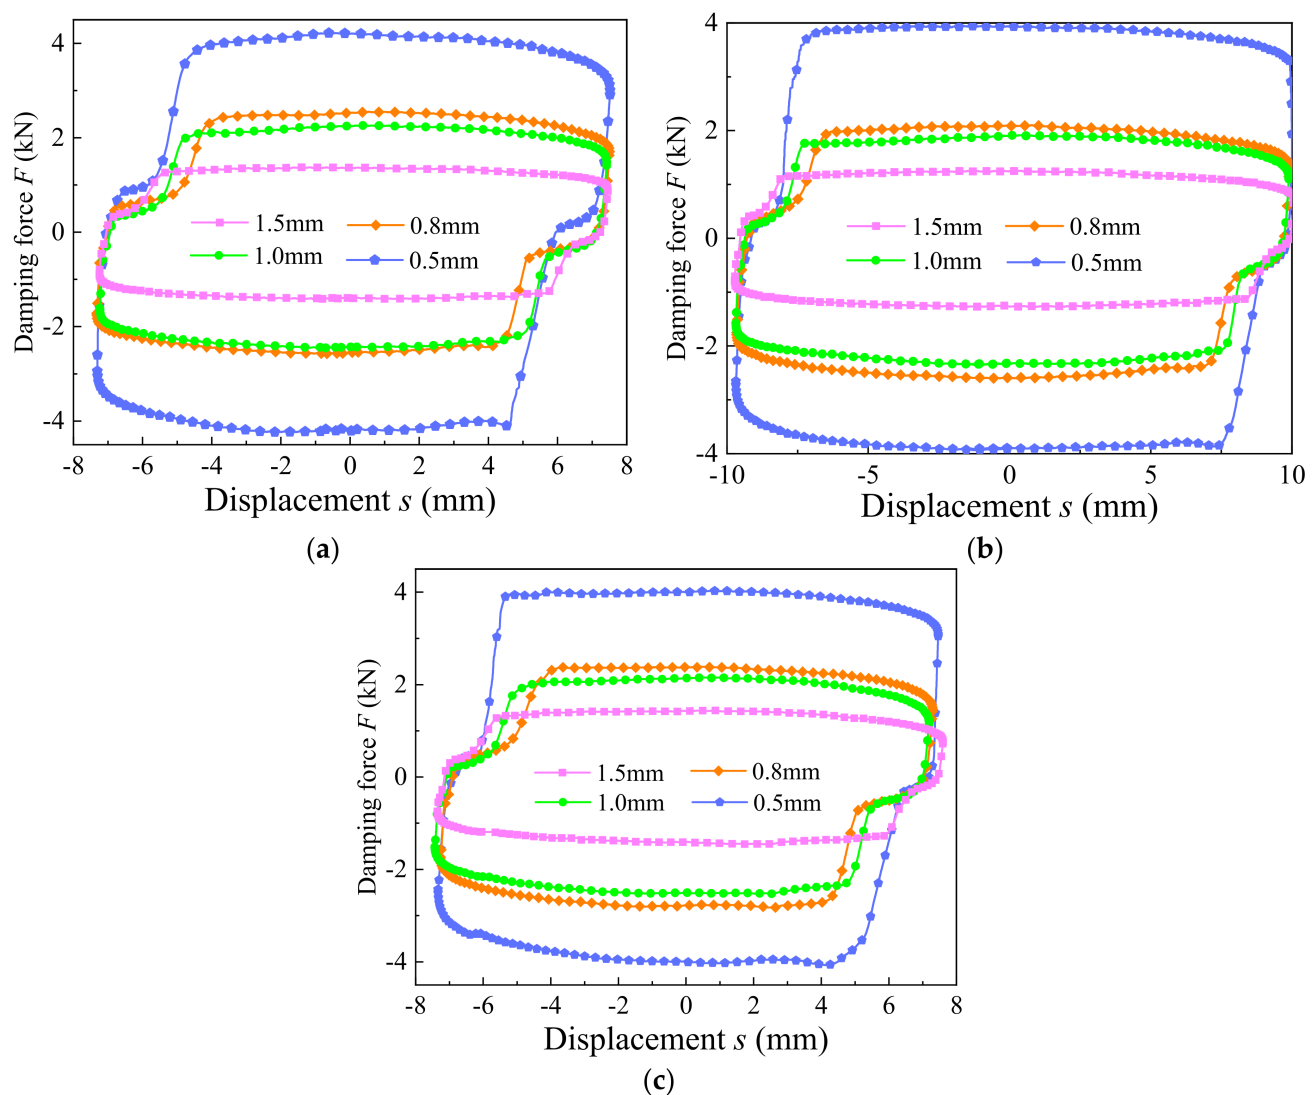 4
2
0
-2
-4
Damping force F (kN)
1.5mm
0.8mm
1.0mm
0.5mm
-8 -6 -4 -2 0 2 4 6 8
Displacement s (mm)
(a)
4
2
0
-2
-4
Damping force F (kN)
1.5mm
0.8mm
1.0mm
0.5mm
-10 -5 0 5 10
Displacement s (mm)
(b)
4
2
0
-2
-4
Damping force F (kN)
1.5mm
0.8mm
1.0mm
0.5mm
-8 -6 -4 -2 0 2 4 6 8
Displacement s (mm)
(c)